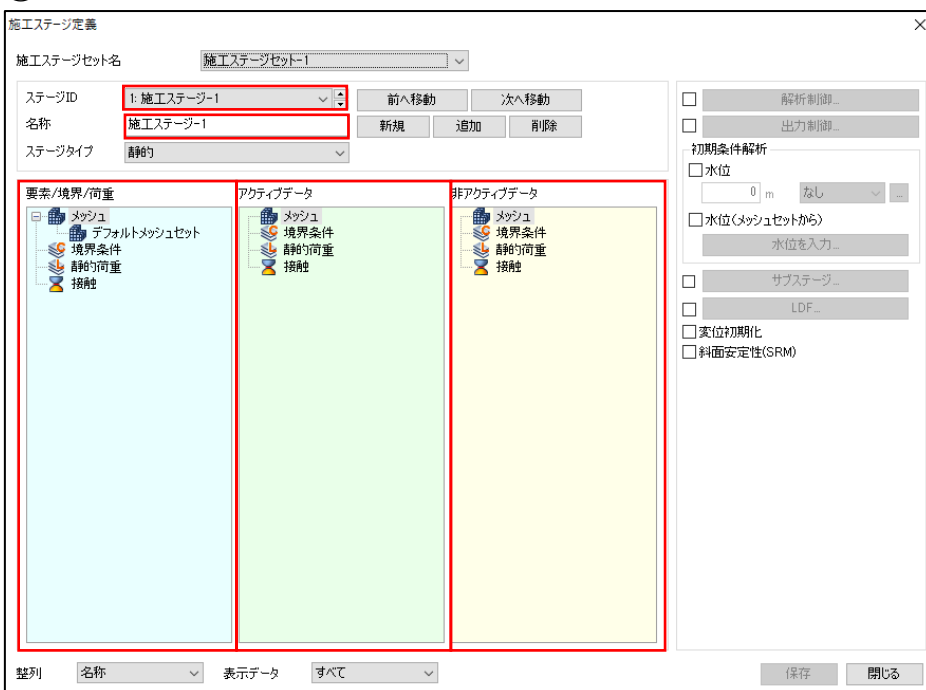 施工ステージ定義
施工ステージセット名 施工ステージセット-1
ステージID 1: 施工ステージ-1 前へ移動 次へ移動
名称 施工ステージ-1 新規 追加 削除
ステージタイプ 静的
要素/境界/荷重
メッシュ
デフォルトメッシュセット
境界条件
静的荷重
接触
アクティブデータ
メッシュ
境界条件
静的荷重
接触
非アクティブデータ
メッシュ
境界条件
静的荷重
接触
解析制御...
出力制御...
初期条件解析
水位
0 m なし ...
水位(メッシュセットから)
水位を入力...
サブステージ...
LDF...
変位初期化
斜面安定性(SRM)
整列 名称 表示データ すべて 保存 閉じる